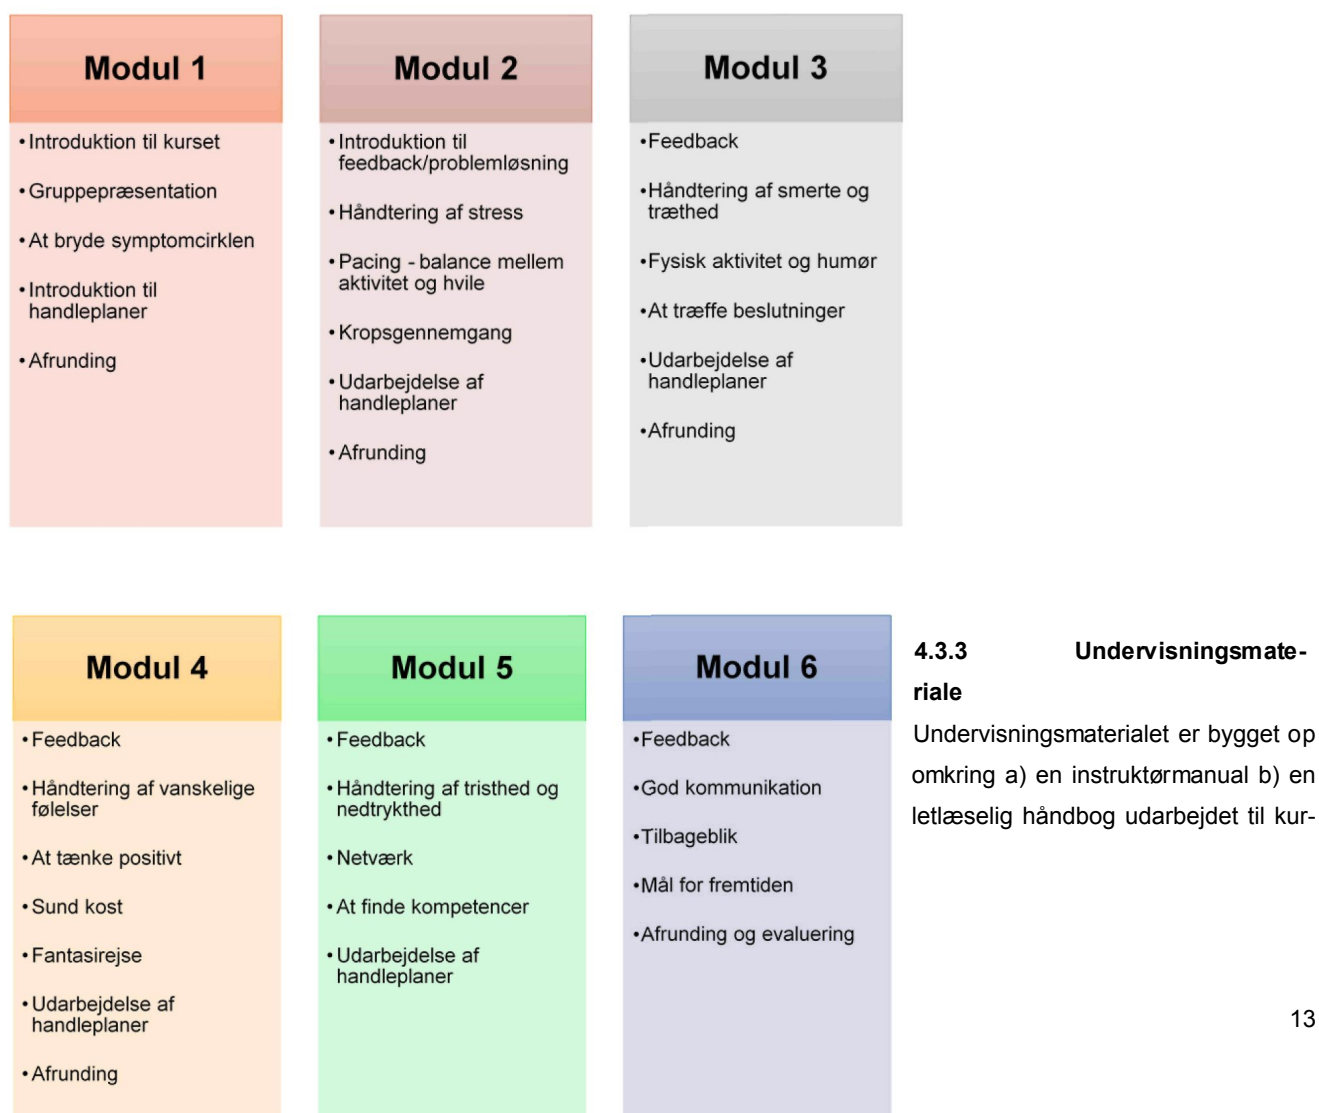 Modul 1
•Introduktion til kurset
•Gruppepræsentation
•At bryde symptomcirklen
•Introduktion til
handleplaner
•Afrunding
Modul 2
•Introduktion til
feedback/problemløsning
•Håndtering af stress
•Pacing - balance mellem
aktivitet og hvile
•Kropsgennemgang
•Udarbejdelse af
handleplaner
•Afrunding
Modul 3
•Feedback
•Håndtering af smerte og
træthed
•Fysisk aktivitet og humør
•At træffe beslutninger
•Udarbejdelse af
handleplaner
•Afrunding
Modul 4
•Feedback
•Håndtering af vanskelige
følelser
•At tænke positivt
•Sund kost
•Fantasirejse
•Udarbejdelse af
handleplaner
•Afrunding
Modul 5
•Feedback
•Håndtering af tristhed og
nedtrykthed
•Netværk
•At finde kompetencer
•Udarbejdelse af
handleplaner
Modul 6
•Feedback
•God kommunikation
•Tilbageblik
•Mål for fremtiden
•Afrunding og evaluering
4.3.3 Undervisningsmate-
riale
Undervisningsmaterialet er bygget op
omkring a) en instruktørmanual b) en
letlæselig håndbog udarbejdet til kur-
13